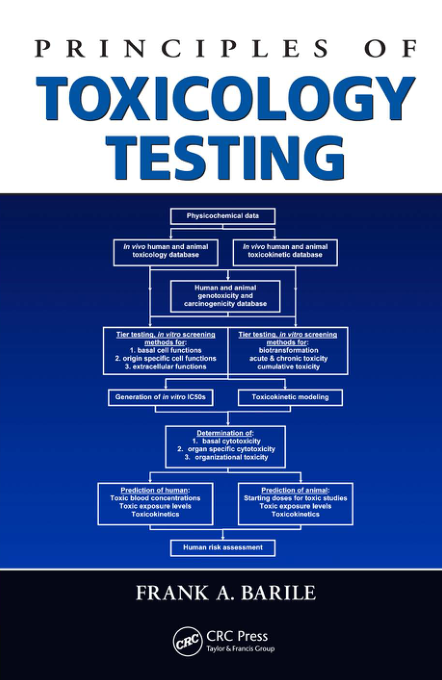 PRINCIPLES OF
TOXICOLOGY
TESTING
Physicochemical data
In vivo human and animal
toxicology database
In vivo human and animal
toxicokinetic database
Human and animal
genotoxicity and
carcinogenicity database
Tier testing, in vitro screening
methods for:
1. basal cell functions
2. origin specific cell functions
3. extracellular functions
Tier testing, in vitro screening
methods for:
biotransformation
acute & chronic toxicity
cumulative toxicity
Generation of in vitro IC50s
Toxicokinetic modeling
Determination of:
1. basal cytotoxicity
2. organ specific cytotoxicity
3. organizational toxicity
Prediction of human:
Toxic blood concentrations
Toxic exposure levels
Toxicokinetics
Prediction of animal:
Starting doses for toxic studies
Toxic exposure levels
Toxicokinetics
Human risk assessment
FRANK A. BARILE
CRC CRC Press
Taylor & Francis Group